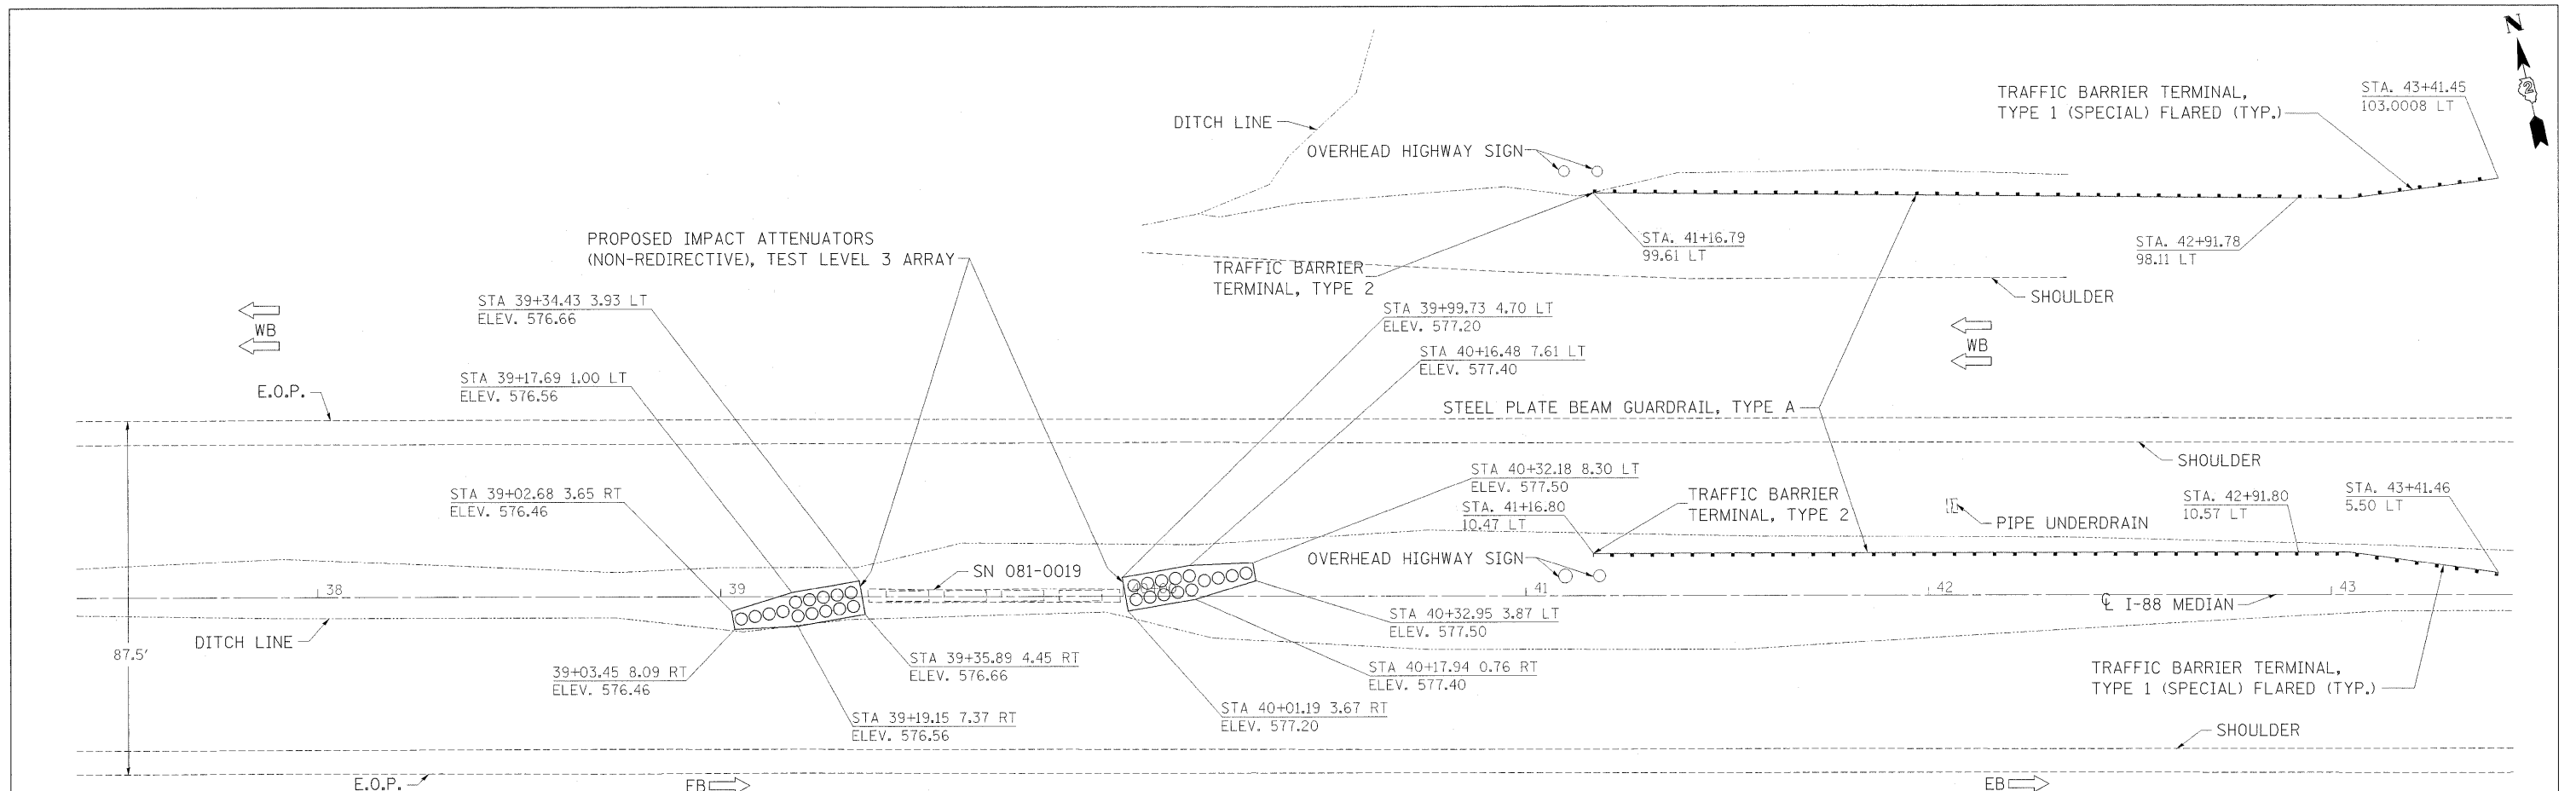 N
2
TRAFFIC BARRIER TERMINAL,
TYPE 1 (SPECIAL) FLARED (TYP.)
STA. 43+41.45
103.0008 LT
DITCH LINE
OVERHEAD HIGHWAY SIGN
PROPOSED IMPACT ATTENUATORS
(NON-REDIRECTIVE), TEST LEVEL 3 ARRAY
STA. 41+16.79
99.61 LT
STA. 42+91.78
98.11 LT
TRAFFIC BARRIER
TERMINAL, TYPE 2
SHOULDER
STA 39+34.43 3.93 LT
ELEV. 576.66
STA 39+99.73 4.70 LT
ELEV. 577.20
WB
WB
STA 40+16.48 7.61 LT
ELEV. 577.40
STA 39+17.69 1.00 LT
ELEV. 576.56
E.O.P.
STEEL PLATE BEAM GUARDRAIL, TYPE A
SHOULDER
STA 40+32.18 8.30 LT
ELEV. 577.50
STA 39+02.68 3.65 RT
ELEV. 576.46
STA. 41+16.80
10.47 LT
TRAFFIC BARRIER
TERMINAL, TYPE 2
STA. 42+91.80
10.57 LT
STA. 43+41.46
5.50 LT
PIPE UNDERDRAIN
OVERHEAD HIGHWAY SIGN
SN 081-0019
38
39
41
42
43
℄ I-88 MEDIAN
STA 40+32.95 3.87 LT
ELEV. 577.50
DITCH LINE
87.5'
STA 39+35.89 4.45 RT
ELEV. 576.66
39+03.45 8.09 RT
ELEV. 576.46
STA 40+17.94 0.76 RT
ELEV. 577.40
TRAFFIC BARRIER TERMINAL,
TYPE 1 (SPECIAL) FLARED (TYP.)
STA 40+01.19 3.67 RT
ELEV. 577.20
STA 39+19.15 7.37 RT
ELEV. 576.56
SHOULDER
E.O.P.
EB
EB